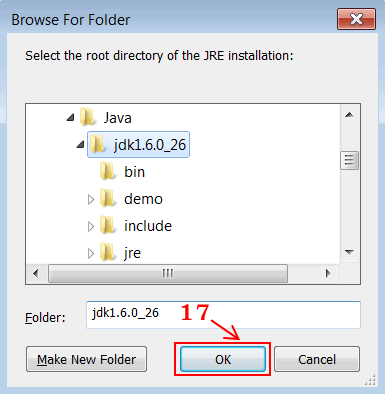 Browse For Folder
Select the root directory of the JRE installation:
Java
jdk1.6.0_26
bin
demo
include
jre
Folder: jdk1.6.0_26 17
Make New Folder OK Cancel